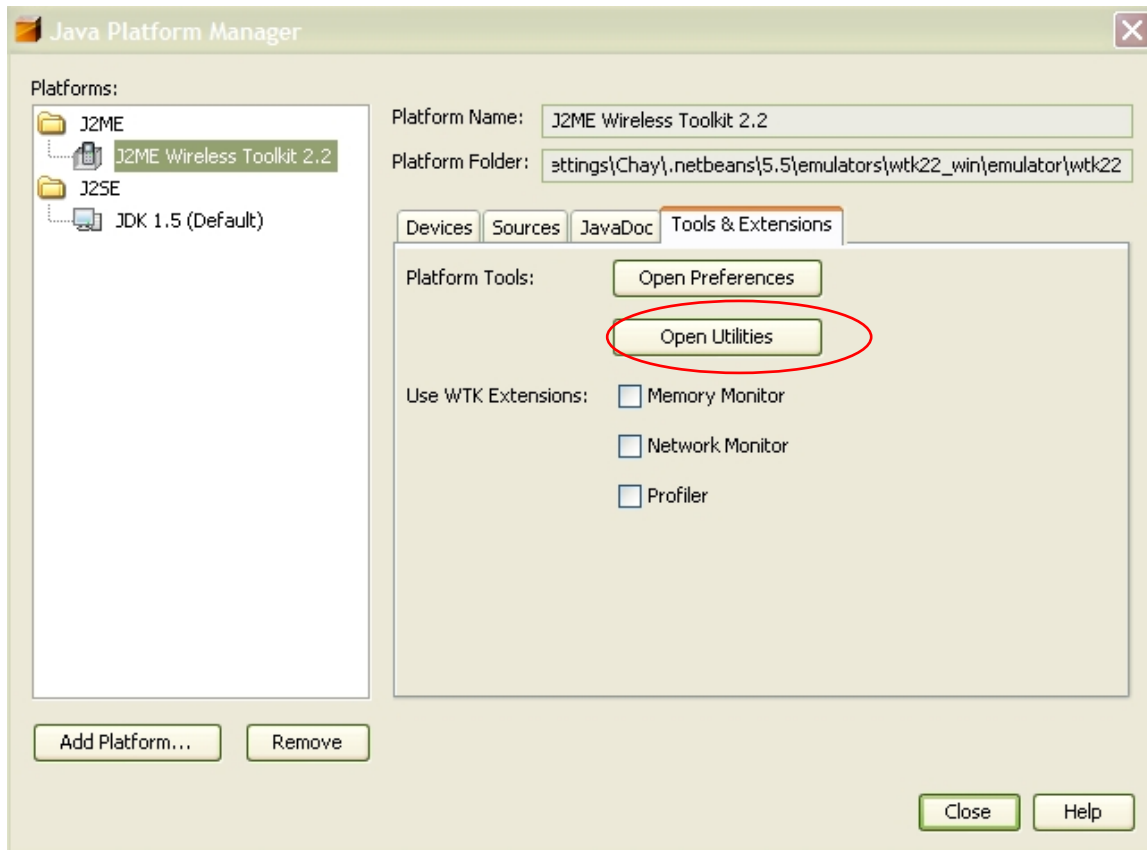 Java Platform Manager
Platforms:
J2ME
J2ME Wireless Toolkit 2.2
J2SE
JDK 1.5 (Default)
Platform Name: J2ME Wireless Toolkit 2.2
Platform Folder: ettings\Chay\.netbeans\5.5\emulators\wtk22_win\emulator\wtk22
Devices Sources JavaDoc Tools & Extensions
Platform Tools: Open Preferences
Open Utilities
Use WTK Extensions: Memory Monitor
Network Monitor
Profiler
Add Platform... Remove
Close Help